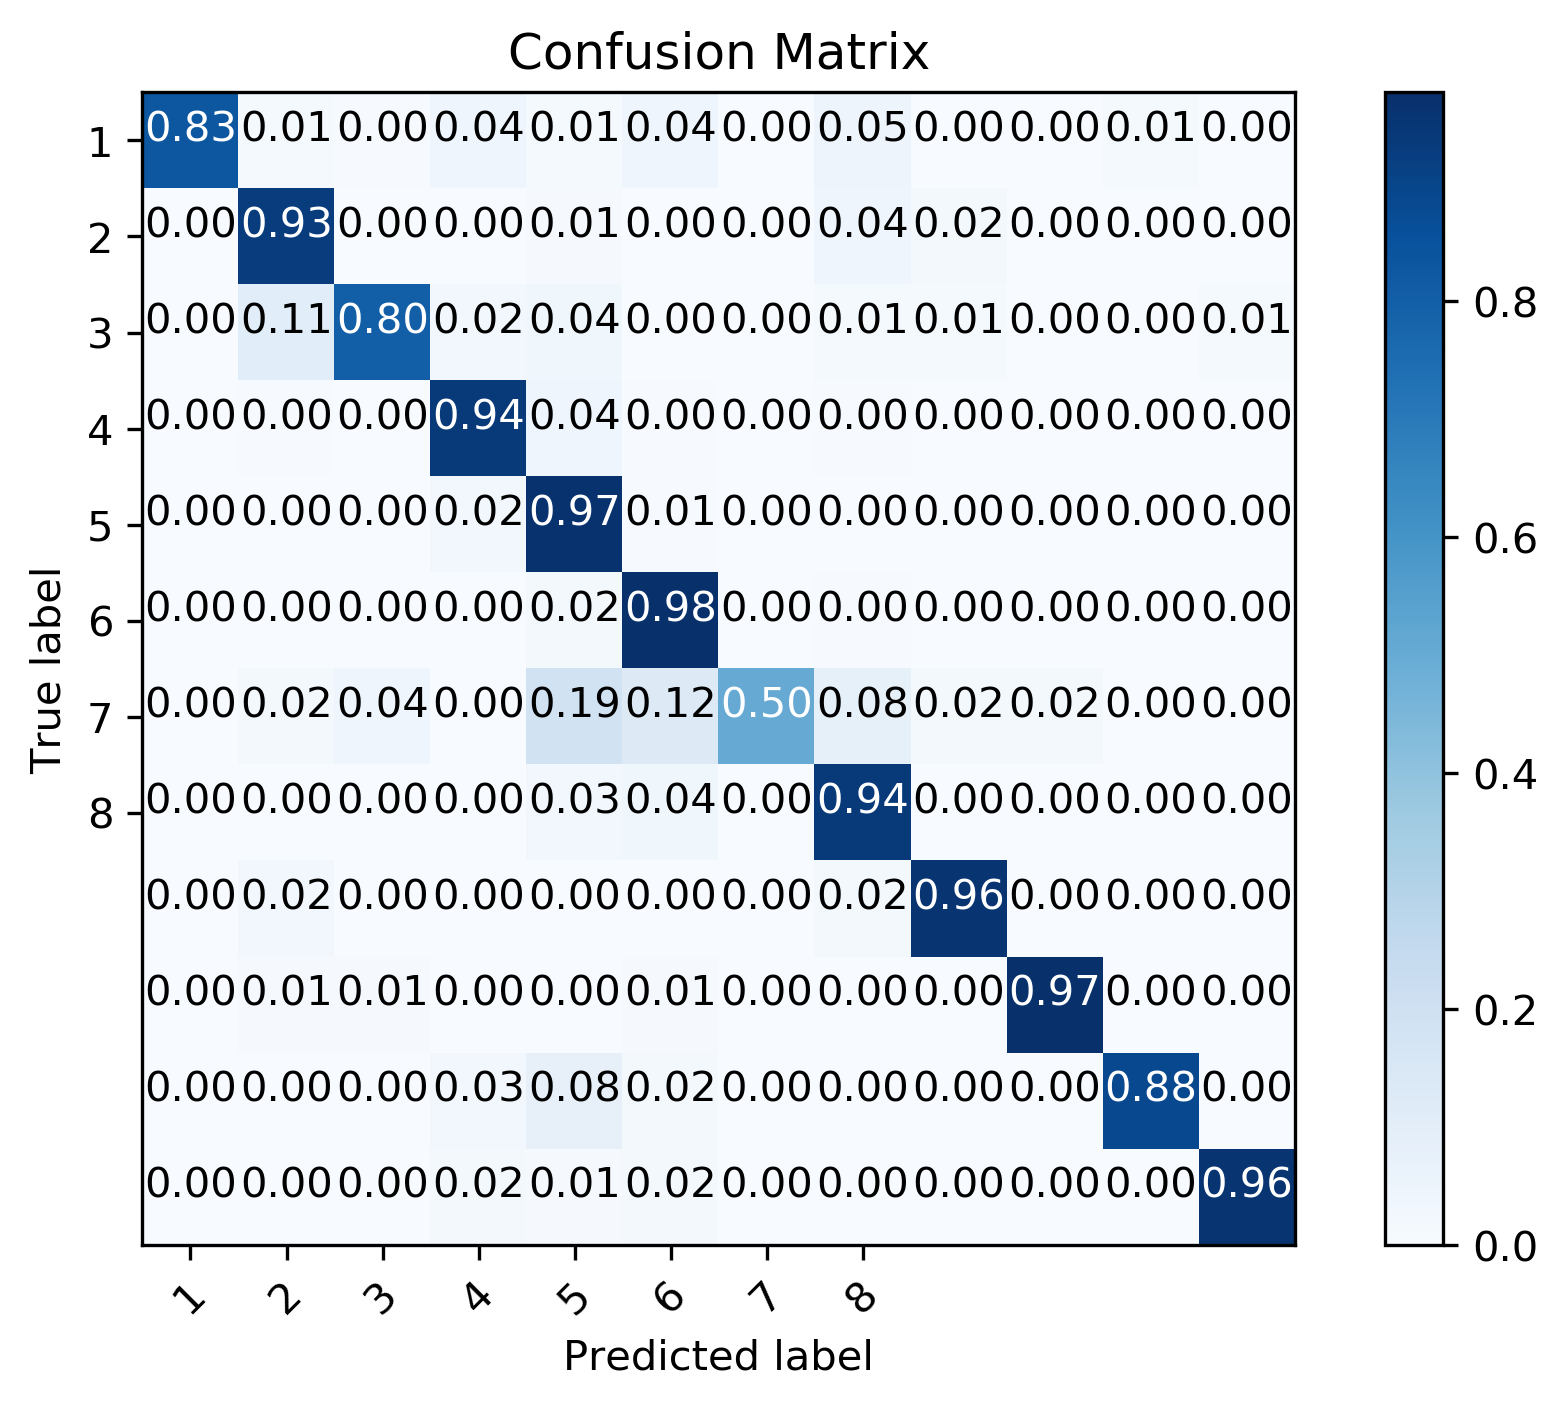 Confusion Matrix
1 0.83 0.01 0.00 0.04 0.01 0.04 0.00 0.05 0.00 0.00 0.01 0.00
2 0.00 0.93 0.00 0.00 0.01 0.00 0.00 0.04 0.02 0.00 0.00 0.00
3 0.00 0.11 0.80 0.02 0.04 0.00 0.00 0.01 0.01 0.00 0.00 0.01
4 0.00 0.00 0.00 0.94 0.04 0.00 0.00 0.00 0.00 0.00 0.00 0.00
5 0.00 0.00 0.00 0.02 0.97 0.01 0.00 0.00 0.00 0.00 0.00 0.00
6 0.00 0.00 0.00 0.00 0.02 0.98 0.00 0.00 0.00 0.00 0.00 0.00
7 0.00 0.02 0.04 0.00 0.19 0.12 0.50 0.08 0.02 0.02 0.00 0.00
8 0.00 0.00 0.00 0.00 0.03 0.04 0.00 0.94 0.00 0.00 0.00 0.00
0.00 0.02 0.00 0.00 0.00 0.00 0.00 0.02 0.96 0.00 0.00 0.00
0.00 0.01 0.01 0.00 0.00 0.01 0.00 0.00 0.00 0.97 0.00 0.00
0.00 0.00 0.00 0.03 0.08 0.02 0.00 0.00 0.00 0.00 0.88 0.00
0.00 0.00 0.00 0.02 0.01 0.02 0.00 0.00 0.00 0.00 0.00 0.96
1 2 3 4 5 6 7 8
Predicted label
True label
0.8
0.6
0.4
0.2
0.0